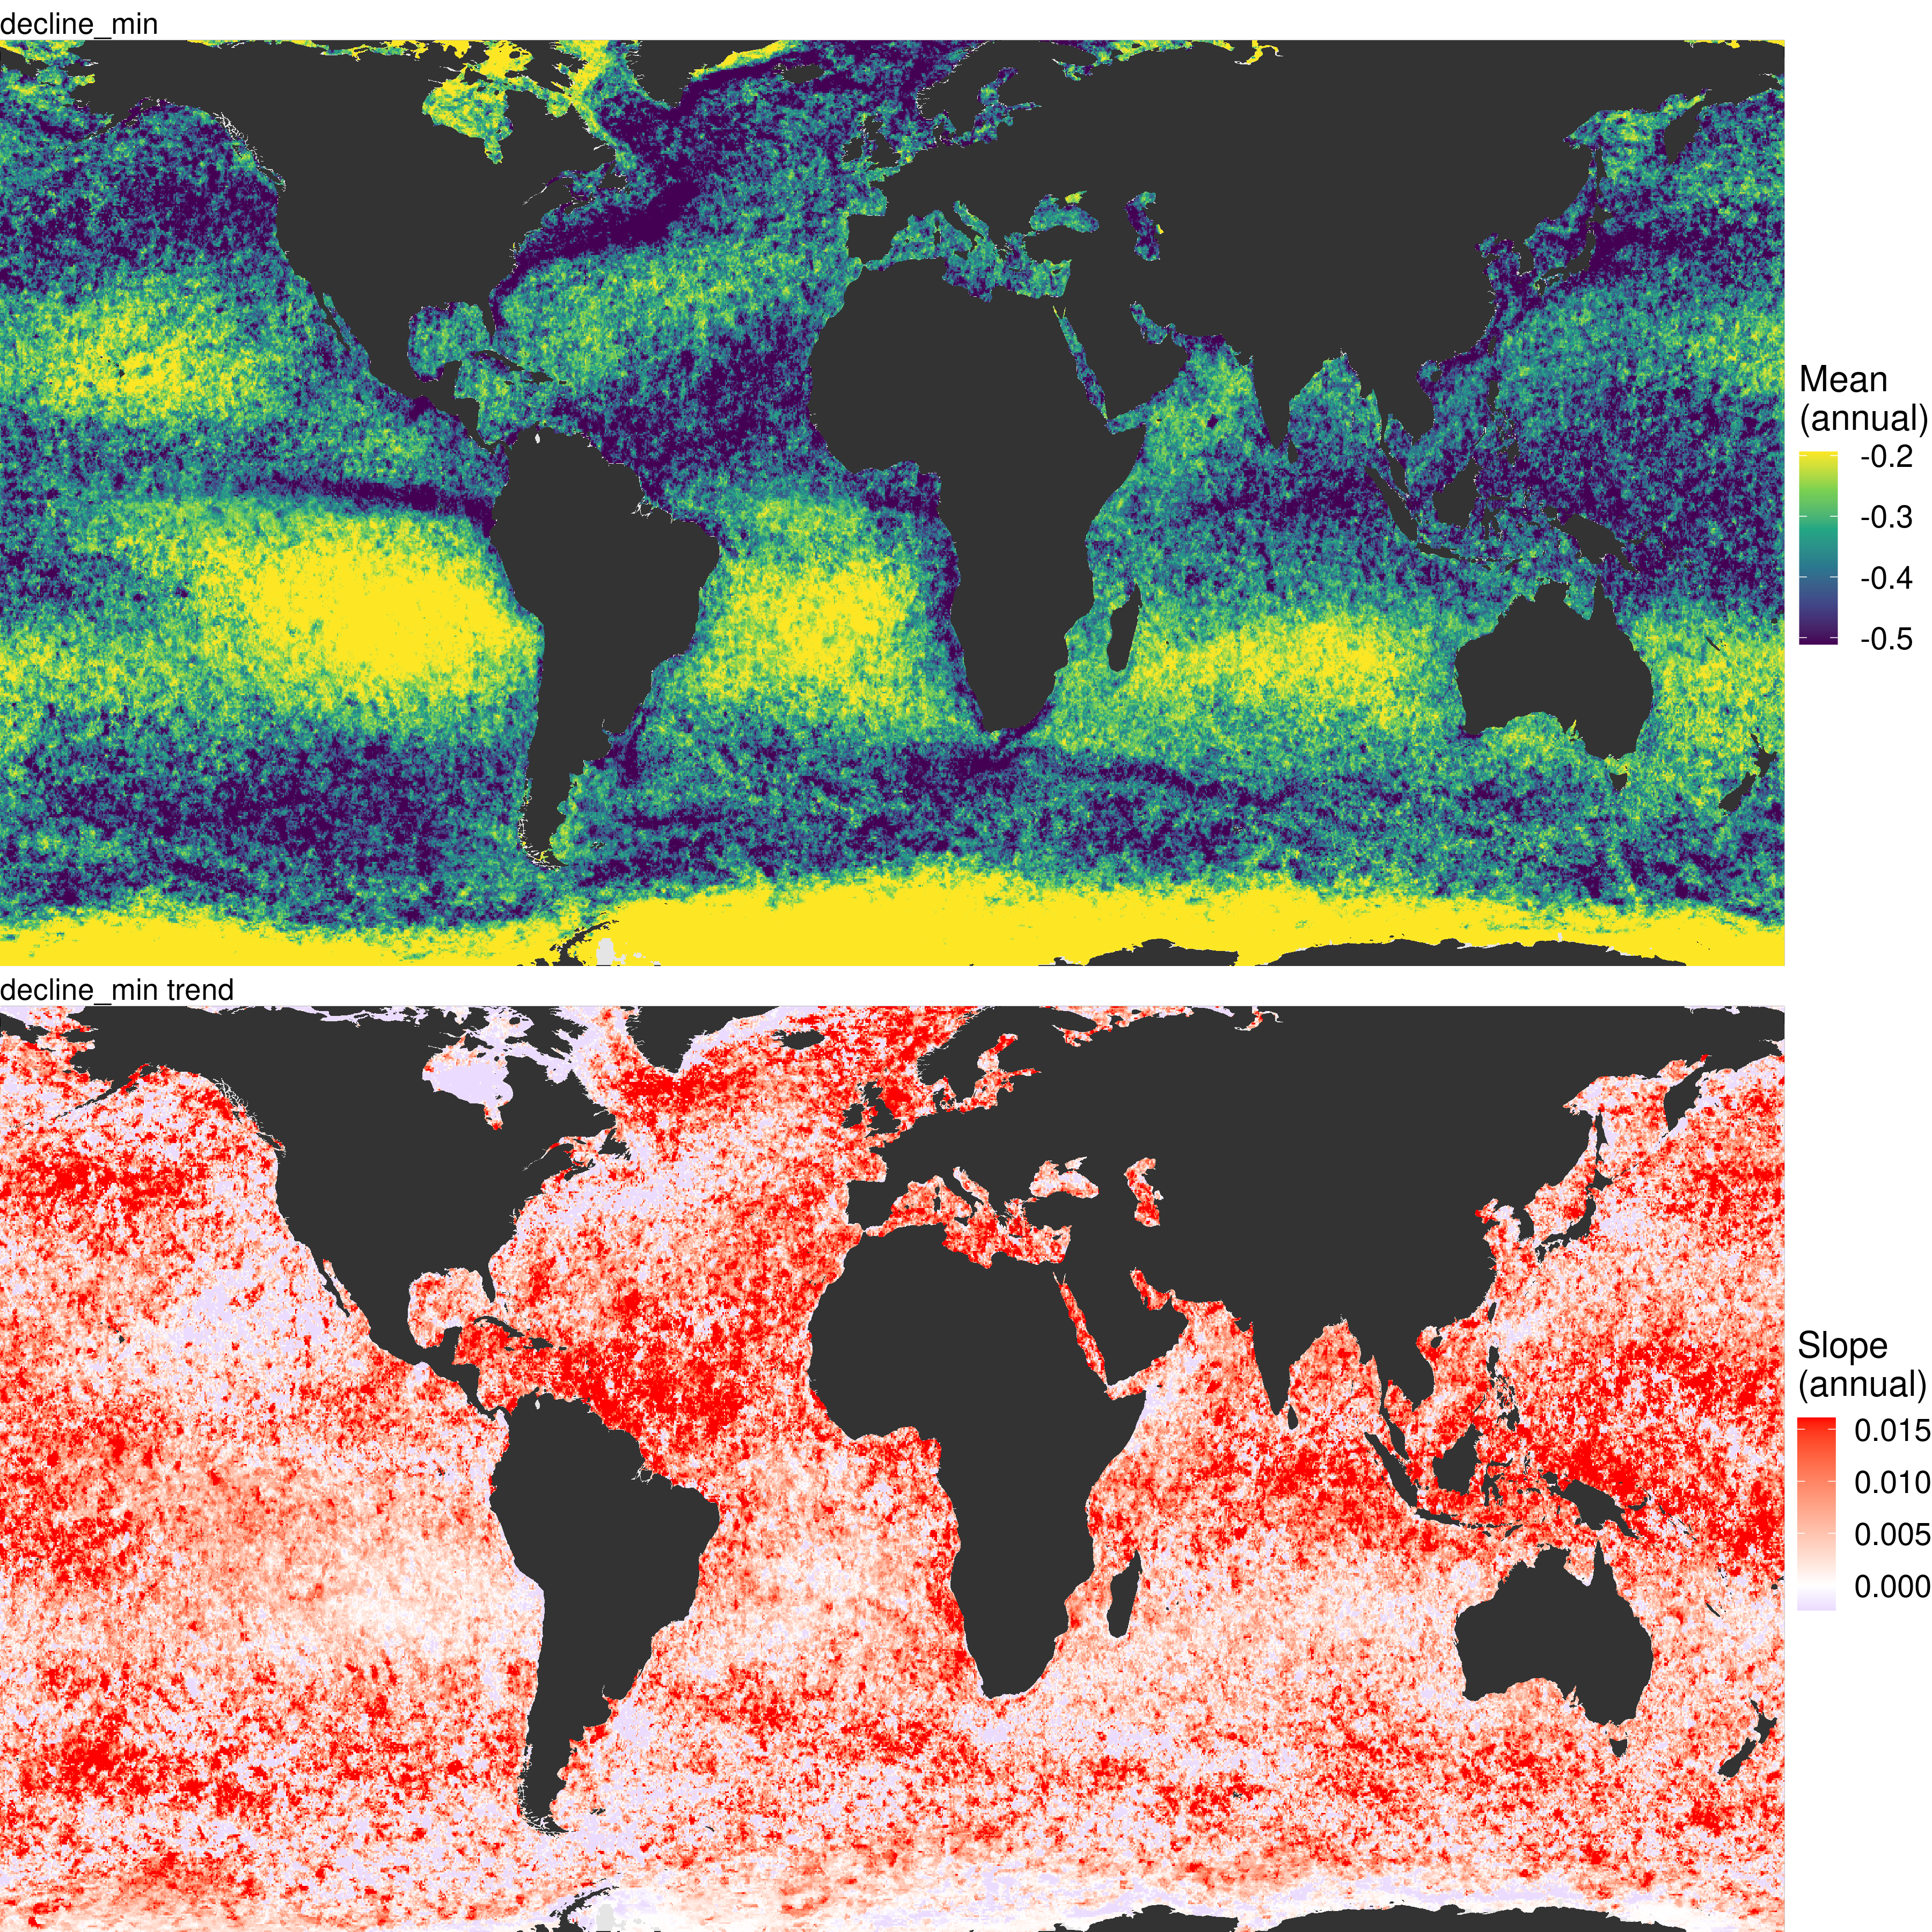 decline_min
Mean
(annual)
-0.2
-0.3
-0.4
-0.5
decline_min trend
Slope
(annual)
0.015
0.010
0.005
0.000